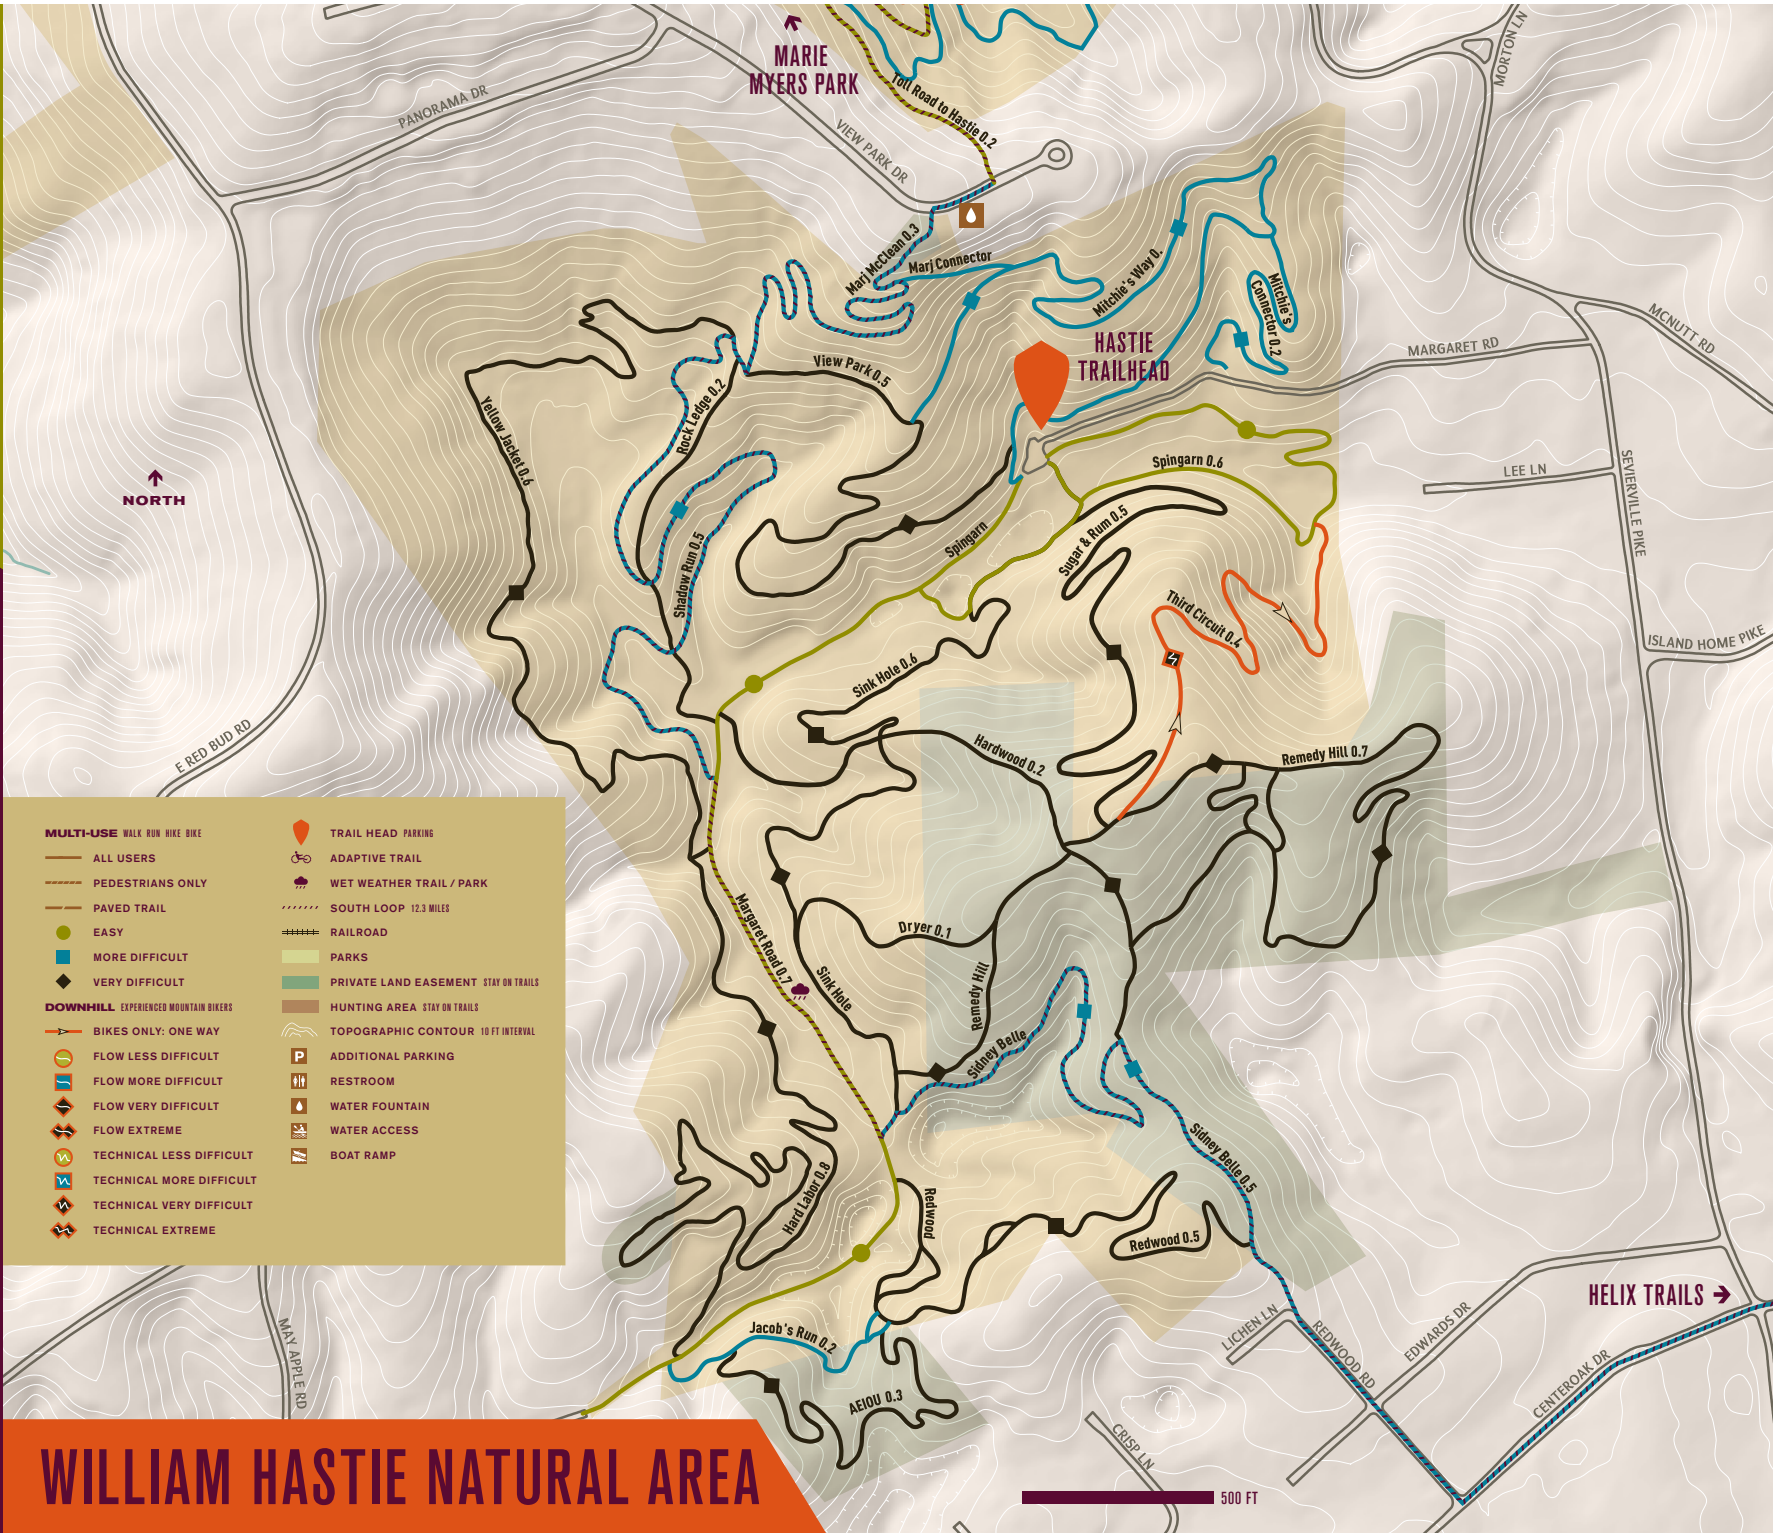 MARIE
MYERS PARK
MORTON LN
PANORAMA DR
Toll Road to Hastie 0.2
VIEW PARK DR
Marj McClean 0.3
Marj Connector
Mitchie's Way 0.
Mitchie's
Connector 0.2
HASTIE
TRAILHEAD
MARGARET RD
MCNUTT RD
View Park 0.5
Rock Ledge 0.2
Yellow Jacket 0.6
Spingarn 0.6
LEE LN
SEVIERVILLE PIKE
NORTH
Spingarn
Sugar & Rum 0.5
Shadow Run 0.5
Third Circuit 0.4
ISLAND HOME PIKE
Sink Hole 0.6
E RED BUD RD
Hardwood 0.2
Remedy Hill 0.7
Margaret Road 0.7
Dryer 0.1
Sink Hole
Remedy Hill
Sidney Belle
Sidney Belle 0.5
Hard Labor 0.8
Redwood
Redwood 0.5
HELIX TRAILS
LICHEN LN
REDWOOD RD
EDWARDS DR
CENTEROAK DR
MAY APPLE RD
Jacob's Run 0.2
AEIOU 0.3
CRISP LN
MULTI-USE WALK RUN HIKE BIKE
ALL USERS
PEDESTRIANS ONLY
PAVED TRAIL
EASY
MORE DIFFICULT
VERY DIFFICULT
DOWNHILL EXPERIENCED MOUNTAIN BIKERS
BIKES ONLY: ONE WAY
FLOW LESS DIFFICULT
FLOW MORE DIFFICULT
FLOW VERY DIFFICULT
FLOW EXTREME
TECHNICAL LESS DIFFICULT
TECHNICAL MORE DIFFICULT
TECHNICAL VERY DIFFICULT
TECHNICAL EXTREME
TRAIL HEAD PARKING
ADAPTIVE TRAIL
WET WEATHER TRAIL / PARK
SOUTH LOOP 12.3 MILES
RAILROAD
PARKS
PRIVATE LAND EASEMENT STAY ON TRAILS
HUNTING AREA STAY ON TRAILS
TOPOGRAPHIC CONTOUR 10 FT INTERVAL
P ADDITIONAL PARKING
RESTROOM
WATER FOUNTAIN
WATER ACCESS
BOAT RAMP
WILLIAM HASTIE NATURAL AREA
500 FT